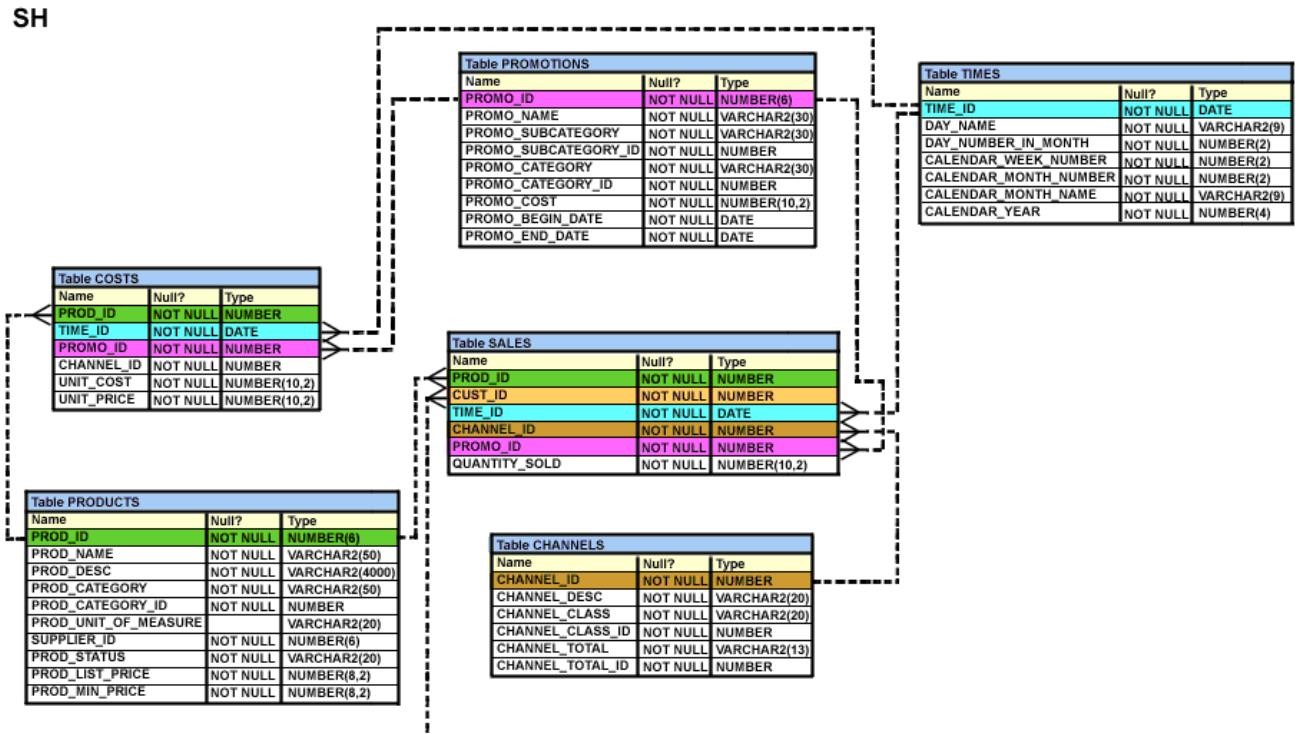 SH
Table PROMOTIONS
Name Null? Type
PROMO_ID NOT NULL NUMBER(6)
PROMO_NAME NOT NULL VARCHAR2(30)
PROMO_SUBCATEGORY NOT NULL VARCHAR2(30)
PROMO_SUBCATEGORY_ID NOT NULL NUMBER
PROMO_CATEGORY NOT NULL VARCHAR2(30)
PROMO_CATEGORY_ID NOT NULL NUMBER
PROMO_COST NOT NULL NUMBER(10,2)
PROMO_BEGIN_DATE NOT NULL DATE
PROMO_END_DATE NOT NULL DATE
Table TIMES
Name Null? Type
TIME_ID NOT NULL DATE
DAY_NAME NOT NULL VARCHAR2(9)
DAY_NUMBER_IN_MONTH NOT NULL NUMBER(2)
CALENDAR_WEEK_NUMBER NOT NULL NUMBER(2)
CALENDAR_MONTH_NUMBER NOT NULL NUMBER(2)
CALENDAR_MONTH_NAME NOT NULL VARCHAR2(9)
CALENDAR_YEAR NOT NULL NUMBER(4)
Table COSTS
Name Null? Type
PROD_ID NOT NULL NUMBER
TIME_ID NOT NULL DATE
PROMO_ID NOT NULL NUMBER
CHANNEL_ID NOT NULL NUMBER
UNIT_COST NOT NULL NUMBER(10,2)
UNIT_PRICE NOT NULL NUMBER(10,2)
Table SALES
Name Null? Type
PROD_ID NOT NULL NUMBER
CUST_ID NOT NULL NUMBER
TIME_ID NOT NULL DATE
CHANNEL_ID NOT NULL NUMBER
PROMO_ID NOT NULL NUMBER
QUANTITY_SOLD NOT NULL NUMBER(10,2)
Table PRODUCTS
Name Null? Type
PROD_ID NOT NULL NUMBER(6)
PROD_NAME NOT NULL VARCHAR2(50)
PROD_DESC NOT NULL VARCHAR2(4000)
PROD_CATEGORY NOT NULL VARCHAR2(50)
PROD_CATEGORY_ID NOT NULL NUMBER
PROD_UNIT_OF_MEASURE VARCHAR2(20)
SUPPLIER_ID NOT NULL NUMBER(6)
PROD_STATUS NOT NULL VARCHAR2(20)
PROD_LIST_PRICE NOT NULL NUMBER(8,2)
PROD_MIN_PRICE NOT NULL NUMBER(8,2)
Table CHANNELS
Name Null? Type
CHANNEL_ID NOT NULL NUMBER
CHANNEL_DESC NOT NULL VARCHAR2(20)
CHANNEL_CLASS NOT NULL VARCHAR2(20)
CHANNEL_CLASS_ID NOT NULL NUMBER
CHANNEL_TOTAL NOT NULL VARCHAR2(13)
CHANNEL_TOTAL_ID NOT NULL NUMBER